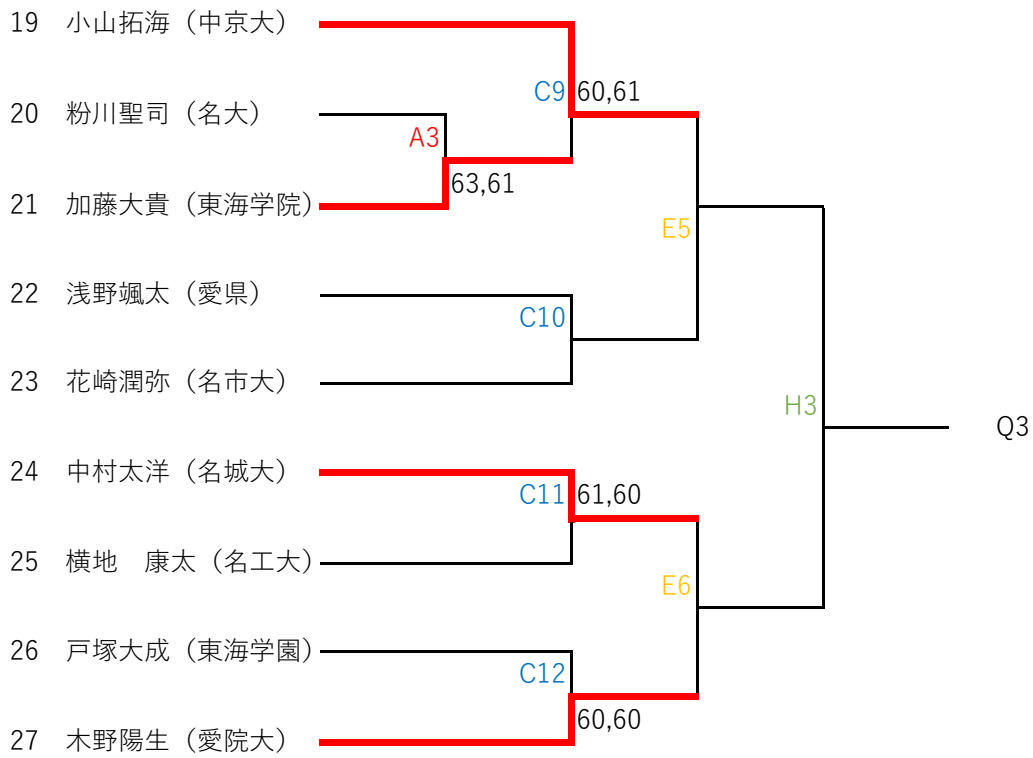 19 小山拓海（中京大）
C9 60,61
20 粉川聖司（名大）
A3
63,61
21 加藤大貴（東海学院）
E5
22 浅野颯太（愛県）
C10
23 花崎潤弥（名市大）
H3
Q3
24 中村太洋（名城大）
C11 61,60
25 横地　康太（名工大）
E6
26 戸塚大成（東海学園）
C12
60,60
27 木野陽生（愛院大）